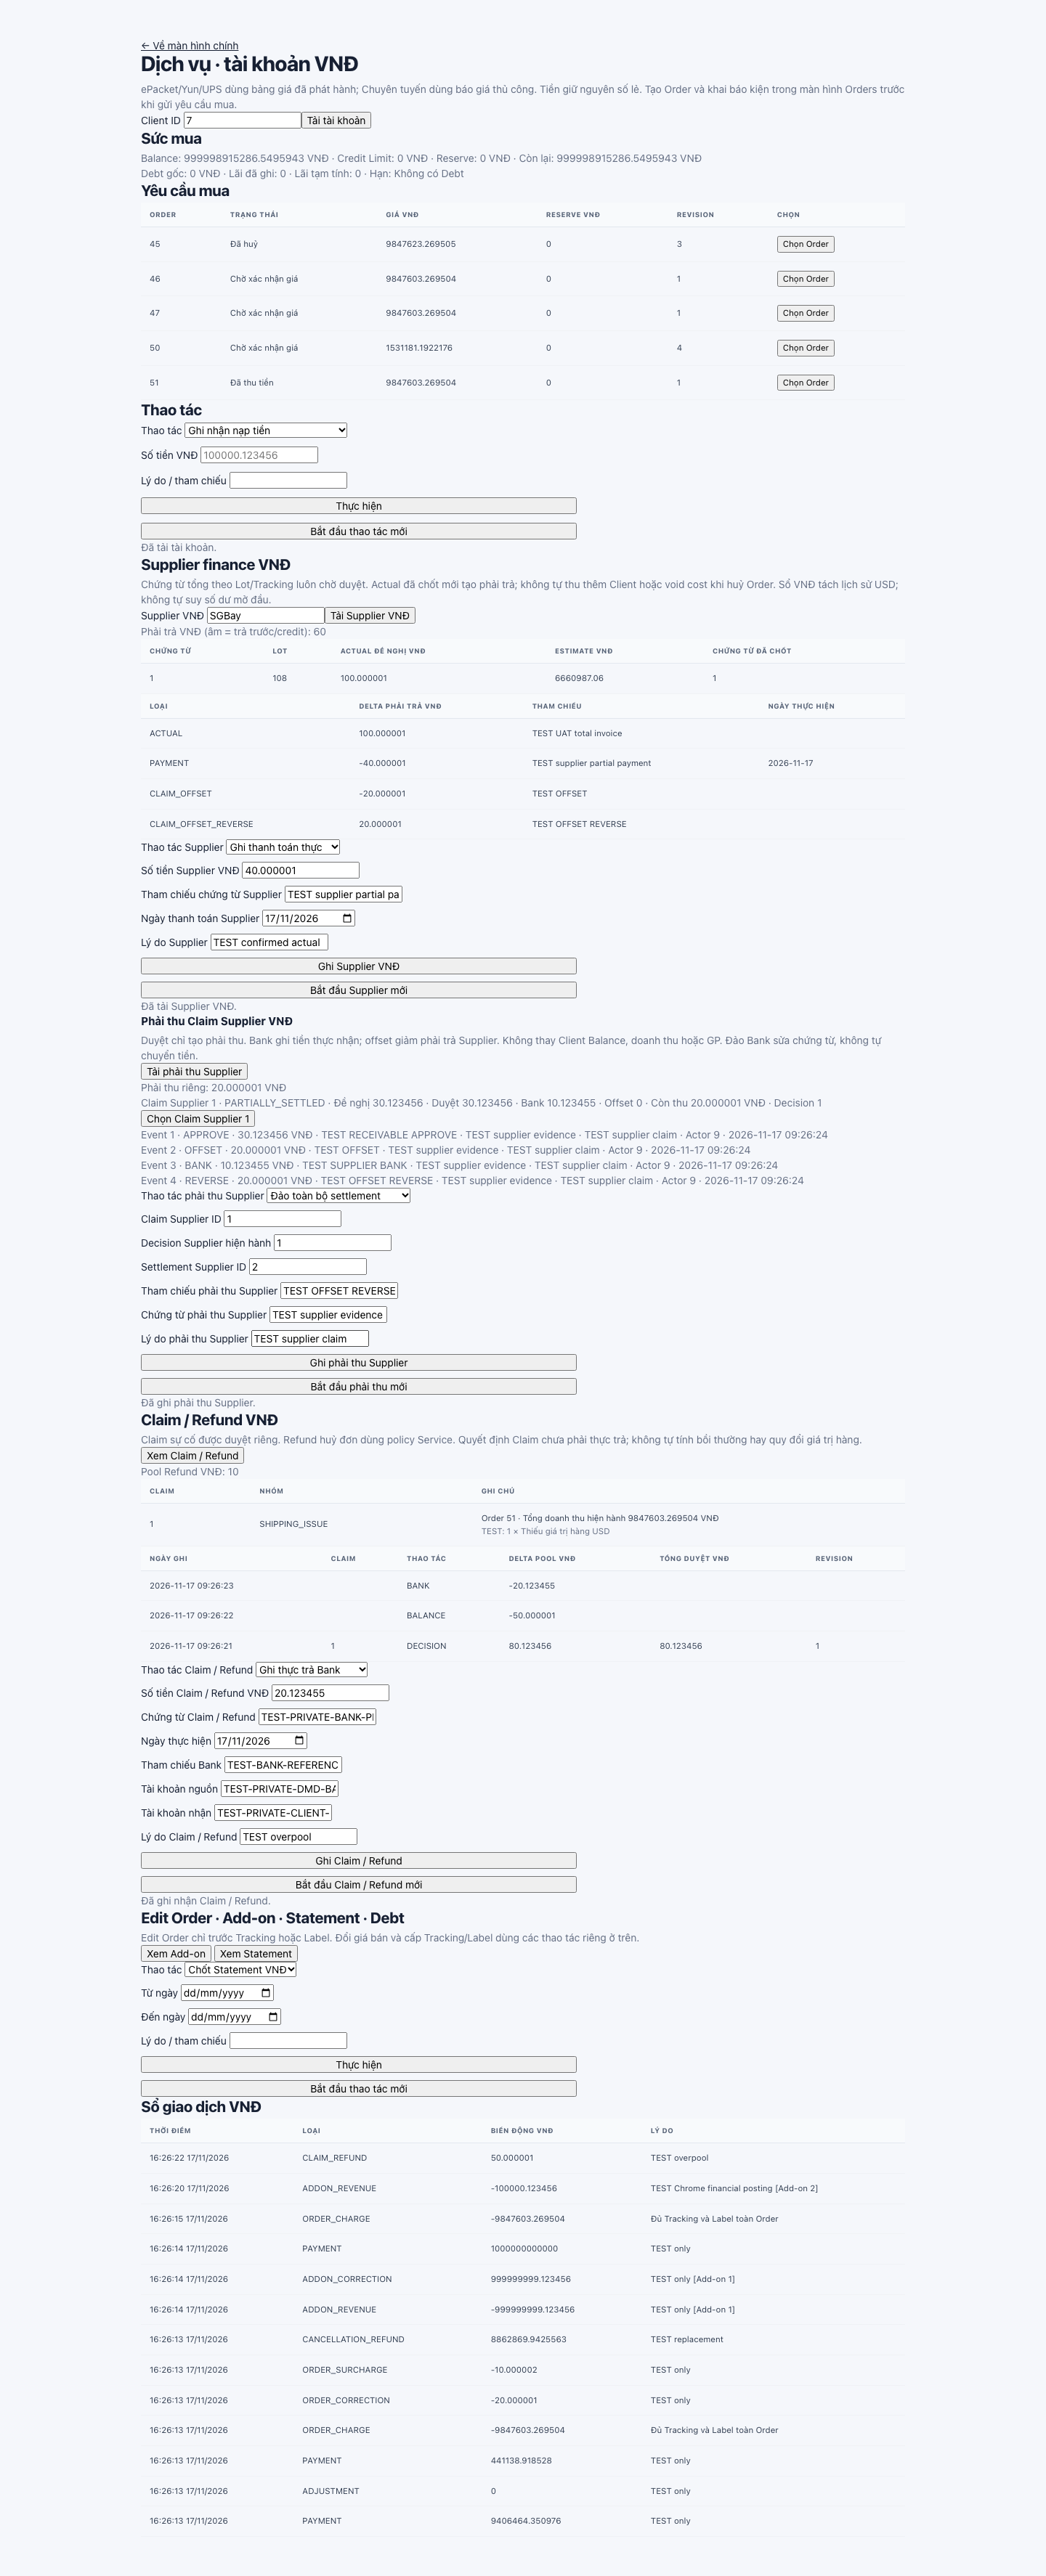 ← Về màn hình chính
Dịch vụ · tài khoản VNĐ
ePacket/Yun/UPS dùng bảng giá đã phát hành; Chuyên tuyến dùng báo giá thủ công. Tiền giữ nguyên số lẻ. Tạo Order và khai báo kiện trong màn hình Orders trước
khi gửi yêu cầu mua.
Client ID 7 Tải tài khoản
Sức mua
Balance: 999998915286.5495943 VNĐ · Credit Limit: 0 VNĐ · Reserve: 0 VNĐ · Còn lại: 999998915286.5495943 VNĐ
Debt gốc: 0 VNĐ · Lãi đã ghi: 0 · Lãi tạm tính: 0 · Hạn: Không có Debt
Yêu cầu mua
ORDER TRẠNG THÁI GIÁ VNĐ RESERVE VNĐ REVISION CHỌN
45 Đã huỷ 9847623.269505 0 3 Chọn Order
46 Chờ xác nhận giá 9847603.269504 0 1 Chọn Order
47 Chờ xác nhận giá 9847603.269504 0 1 Chọn Order
50 Chờ xác nhận giá 1531181.1922176 0 4 Chọn Order
51 Đã thu tiền 9847603.269504 0 1 Chọn Order
Thao tác
Thao tác Ghi nhận nạp tiền
Số tiền VNĐ 100000.123456
Lý do / tham chiếu
Thực hiện
Bắt đầu thao tác mới
Đã tải tài khoản.
Supplier finance VNĐ
Chứng từ tổng theo Lot/Tracking luôn chờ duyệt. Actual đã chốt mới tạo phải trả; không tự thu thêm Client hoặc void cost khi huỷ Order. Sổ VNĐ tách lịch sử USD;
không tự suy số dư mở đầu.
Supplier VNĐ SGBay Tải Supplier VNĐ
Phải trả VNĐ (âm = trả trước/credit): 60
CHỨNG TỪ LOT ACTUAL ĐỀ NGHỊ VNĐ ESTIMATE VNĐ CHỨNG TỪ ĐÃ CHỐT
1 108 100.000001 6660987.06 1
LOẠI DELTA PHẢI TRẢ VNĐ THAM CHIẾU NGÀY THỰC HIỆN
ACTUAL 100.000001 TEST UAT total invoice
PAYMENT -40.000001 TEST supplier partial payment 2026-11-17
CLAIM_OFFSET -20.000001 TEST OFFSET
CLAIM_OFFSET_REVERSE 20.000001 TEST OFFSET REVERSE
Thao tác Supplier Ghi thanh toán thực
Số tiền Supplier VNĐ 40.000001
Tham chiếu chứng từ Supplier TEST supplier partial pa
Ngày thanh toán Supplier 17/11/2026
Lý do Supplier TEST confirmed actual
Ghi Supplier VNĐ
Bắt đầu Supplier mới
Đã tải Supplier VNĐ.
Phải thu Claim Supplier VNĐ
Duyệt chỉ tạo phải thu. Bank ghi tiền thực nhận; offset giảm phải trả Supplier. Không thay Client Balance, doanh thu hoặc GP. Đảo Bank sửa chứng từ, không tự
chuyển tiền.
Tải phải thu Supplier
Phải thu riêng: 20.000001 VNĐ
Claim Supplier 1 · PARTIALLY_SETTLED · Đề nghị 30.123456 · Duyệt 30.123456 · Bank 10.123455 · Offset 0 · Còn thu 20.000001 VNĐ · Decision 1
Chọn Claim Supplier 1
Event 1 · APPROVE · 30.123456 VNĐ · TEST RECEIVABLE APPROVE · TEST supplier evidence · TEST supplier claim · Actor 9 · 2026-11-17 09:26:24
Event 2 · OFFSET · 20.000001 VNĐ · TEST OFFSET · TEST supplier evidence · TEST supplier claim · Actor 9 · 2026-11-17 09:26:24
Event 3 · BANK · 10.123455 VNĐ · TEST SUPPLIER BANK · TEST supplier evidence · TEST supplier claim · Actor 9 · 2026-11-17 09:26:24
Event 4 · REVERSE · 20.000001 VNĐ · TEST OFFSET REVERSE · TEST supplier evidence · TEST supplier claim · Actor 9 · 2026-11-17 09:26:24
Thao tác phải thu Supplier Đảo toàn bộ settlement
Claim Supplier ID 1
Decision Supplier hiện hành 1
Settlement Supplier ID 2
Tham chiếu phải thu Supplier TEST OFFSET REVERSE
Chứng từ phải thu Supplier TEST supplier evidence
Lý do phải thu Supplier TEST supplier claim
Ghi phải thu Supplier
Bắt đầu phải thu mới
Đã ghi phải thu Supplier.
Claim / Refund VNĐ
Claim sự cố được duyệt riêng. Refund huỷ đơn dùng policy Service. Quyết định Claim chưa phải thực trả; không tự tính bồi thường hay quy đổi giá trị hàng.
Xem Claim / Refund
Pool Refund VNĐ: 10
CLAIM NHÓM GHI CHÚ
1 SHIPPING_ISSUE Order 51 · Tổng doanh thu hiện hành 9847603.269504 VNĐ
TEST: 1 × Thiếu giá trị hàng USD
NGÀY GHI CLAIM THAO TÁC DELTA POOL VNĐ TỔNG DUYỆT VNĐ REVISION
2026-11-17 09:26:23 BANK -20.123455
2026-11-17 09:26:22 BALANCE -50.000001
2026-11-17 09:26:21 1 DECISION 80.123456 80.123456 1
Thao tác Claim / Refund Ghi thực trả Bank
Số tiền Claim / Refund VNĐ 20.123455
Chứng từ Claim / Refund TEST-PRIVATE-BANK-P
Ngày thực hiện 17/11/2026
Tham chiếu Bank TEST-BANK-REFERENC
Tài khoản nguồn TEST-PRIVATE-DMD-BA
Tài khoản nhận TEST-PRIVATE-CLIENT-
Lý do Claim / Refund TEST overpool
Ghi Claim / Refund
Bắt đầu Claim / Refund mới
Đã ghi nhận Claim / Refund.
Edit Order · Add-on · Statement · Debt
Edit Order chỉ trước Tracking hoặc Label. Đổi giá bán và cấp Tracking/Label dùng các thao tác riêng ở trên.
Xem Add-on Xem Statement
Thao tác Chốt Statement VNĐ
Từ ngày dd/mm/yyyy
Đến ngày dd/mm/yyyy
Lý do / tham chiếu
Thực hiện
Bắt đầu thao tác mới
Sổ giao dịch VNĐ
THỜI ĐIỂM LOẠI BIẾN ĐỘNG VNĐ LÝ DO
16:26:22 17/11/2026 CLAIM_REFUND 50.000001 TEST overpool
16:26:20 17/11/2026 ADDON_REVENUE -100000.123456 TEST Chrome financial posting [Add-on 2]
16:26:15 17/11/2026 ORDER_CHARGE -9847603.269504 Đủ Tracking và Label toàn Order
16:26:14 17/11/2026 PAYMENT 1000000000000 TEST only
16:26:14 17/11/2026 ADDON_CORRECTION 999999999.123456 TEST only [Add-on 1]
16:26:14 17/11/2026 ADDON_REVENUE -999999999.123456 TEST only [Add-on 1]
16:26:13 17/11/2026 CANCELLATION_REFUND 8862869.9425563 TEST replacement
16:26:13 17/11/2026 ORDER_SURCHARGE -10.000002 TEST only
16:26:13 17/11/2026 ORDER_CORRECTION -20.000001 TEST only
16:26:13 17/11/2026 ORDER_CHARGE -9847603.269504 Đủ Tracking và Label toàn Order
16:26:13 17/11/2026 PAYMENT 441138.918528 TEST only
16:26:13 17/11/2026 ADJUSTMENT 0 TEST only
16:26:13 17/11/2026 PAYMENT 9406464.350976 TEST only